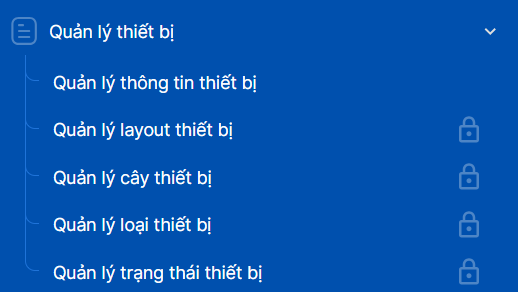 Quản lý thiết bị
Quản lý thông tin thiết bị
Quản lý layout thiết bị
Quản lý cây thiết bị
Quản lý loại thiết bị
Quản lý trạng thái thiết bị